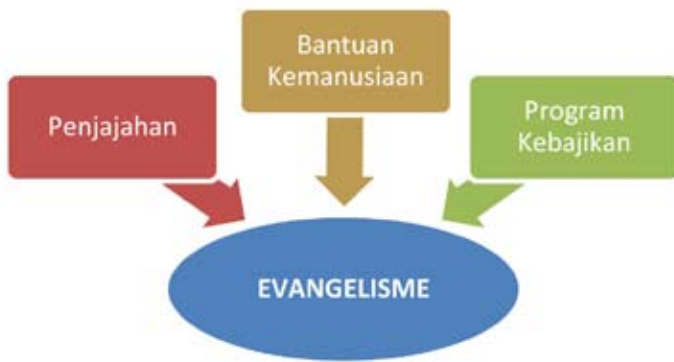 Bantuan
Kemanusiaan
Penjajahan
Program
Kebajikan
EVANGELISME